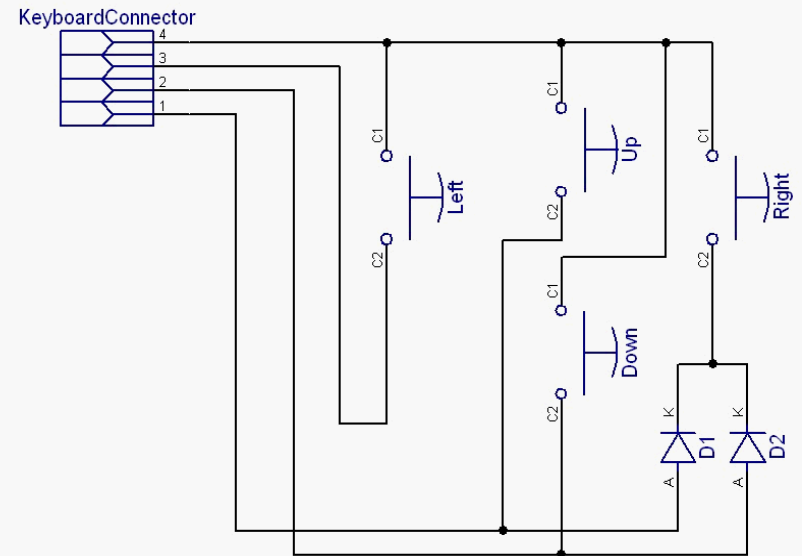 KeyboardConnector
4
3
2
1
C1
C2
Left
C1
C2
Up
C1
C2
Down
C1
C2
Right
K
A
D1
K
A
D2